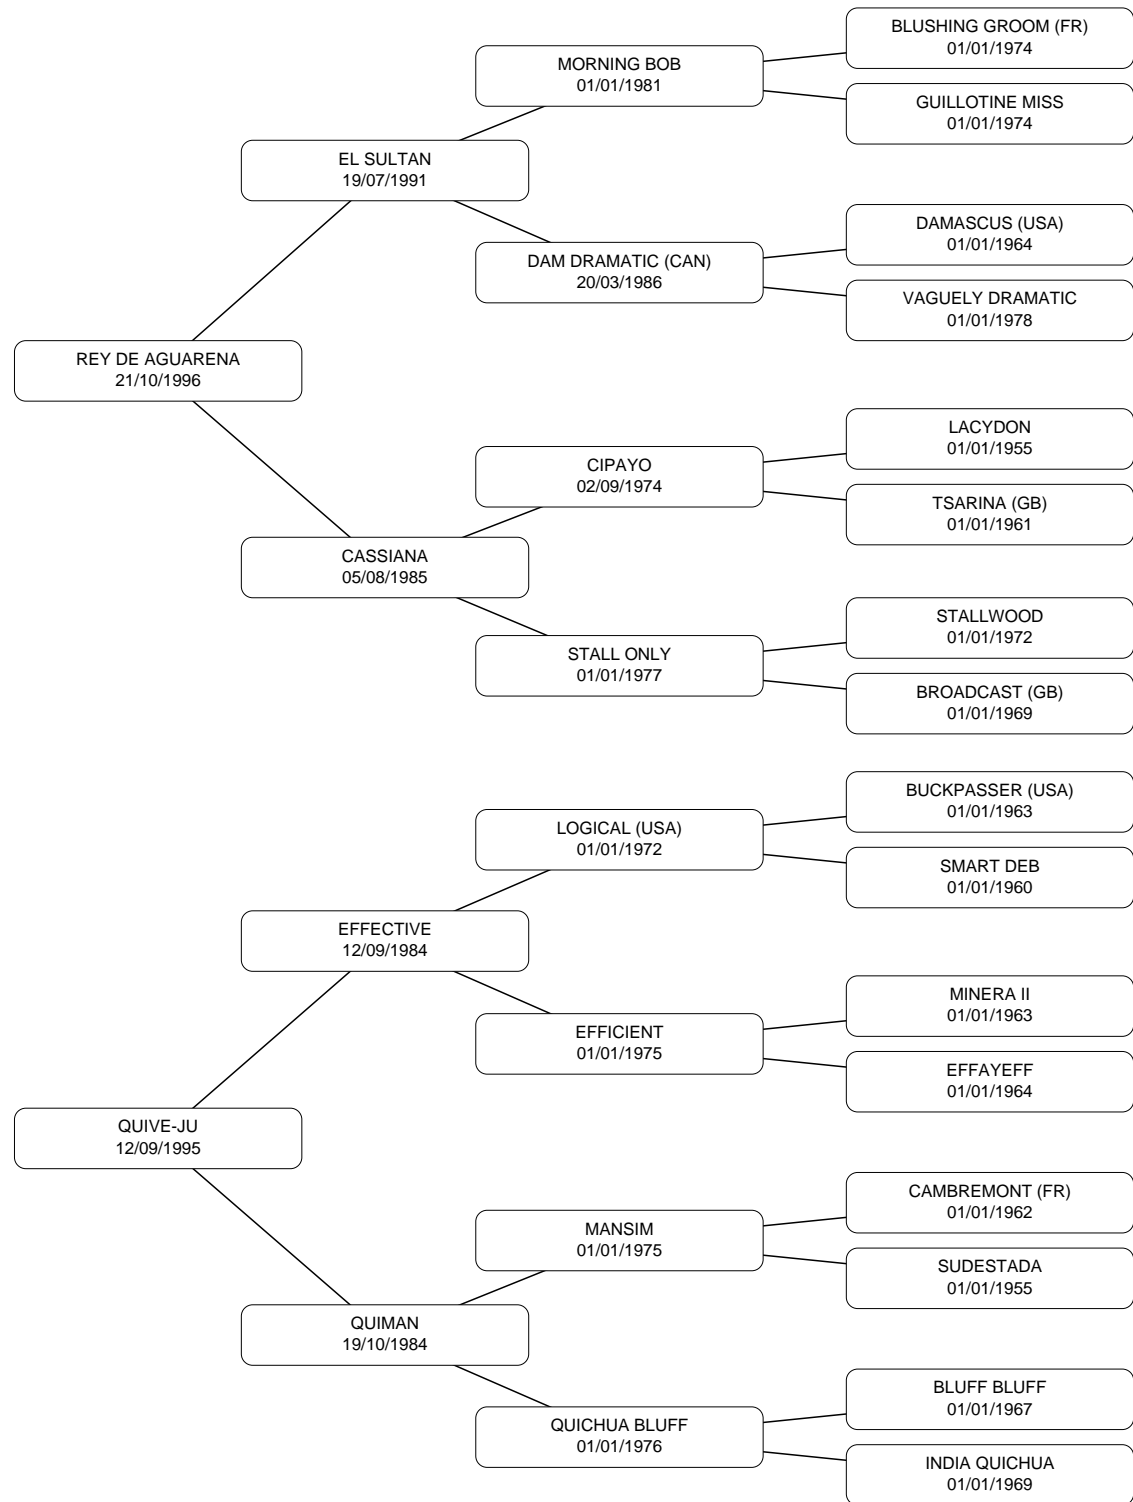 BLUSHING GROOM (FR)
01/01/1974
MORNING BOB
01/01/1981
GUILLOTINE MISS
01/01/1974
EL SULTAN
19/07/1991
DAMASCUS (USA)
01/01/1964
DAM DRAMATIC (CAN)
20/03/1986
VAGUELY DRAMATIC
01/01/1978
REY DE AGUARENA
21/10/1996
LACYDON
01/01/1955
CIPAYO
02/09/1974
TSARINA (GB)
01/01/1961
CASSIANA
05/08/1985
STALLWOOD
01/01/1972
STALL ONLY
01/01/1977
BROADCAST (GB)
01/01/1969
BUCKPASSER (USA)
01/01/1963
LOGICAL (USA)
01/01/1972
SMART DEB
01/01/1960
EFFECTIVE
12/09/1984
MINERA II
01/01/1963
EFFICIENT
01/01/1975
EFFAYEFF
01/01/1964
QUIVE-JU
12/09/1995
CAMBREMONT (FR)
01/01/1962
MANSIM
01/01/1975
SUDESTADA
01/01/1955
QUIMAN
19/10/1984
BLUFF BLUFF
01/01/1967
QUICHUA BLUFF
01/01/1976
INDIA QUICHUA
01/01/1969